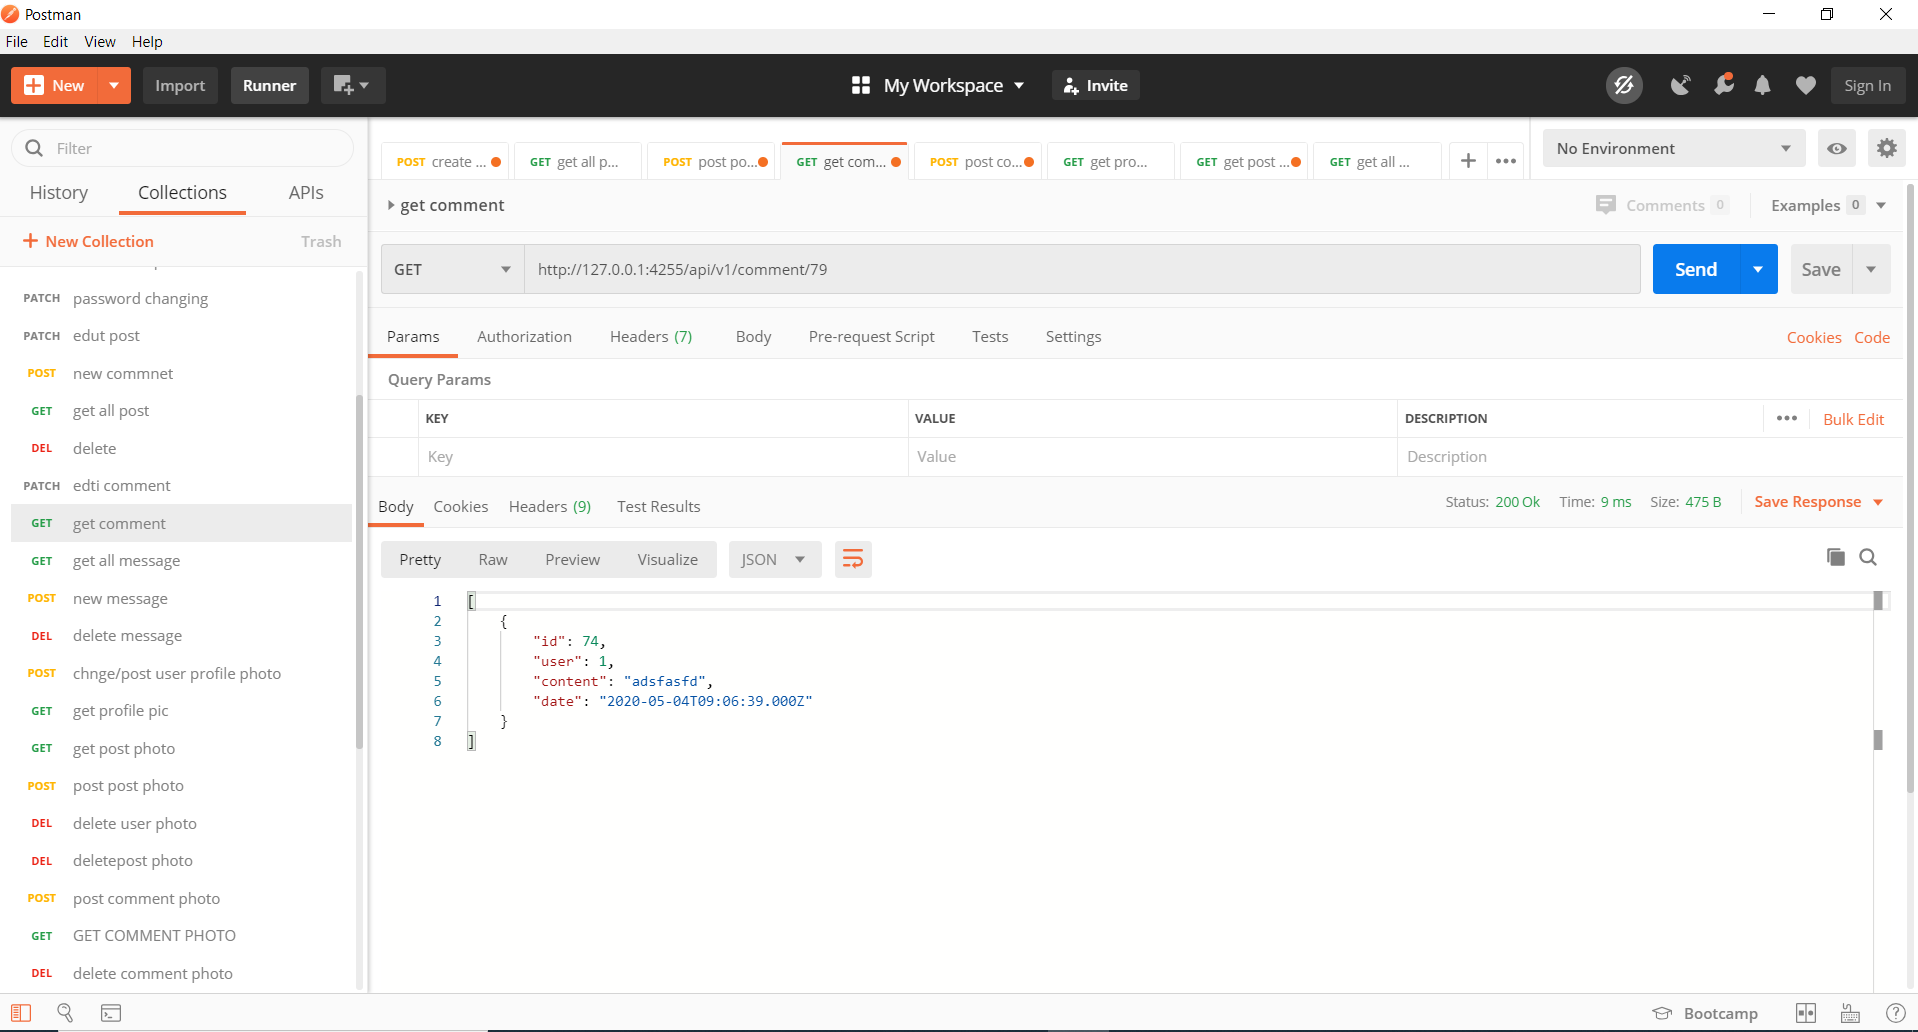 Postman
File Edit View Help
New Import Runner My Workspace Invite Sign In
Filter
History Collections APIs
New Collection Trash
PATCH password changing
PATCH edut post
POST new commnet
GET get all post
DEL delete
PATCH edti comment
GET get comment
GET get all message
POST new message
DEL delete message
POST chnge/post user profile photo
GET get profile pic
GET get post photo
POST post post photo
DEL delete user photo
DEL deletepost photo
POST post comment photo
GET GET COMMENT PHOTO
DEL delete comment photo
POST create ... GET get all p... POST post po... GET get com... POST post co... GET get pro... GET get post ... GET get all ... No Environment
get comment Comments 0 Examples 0
GET http://127.0.0.1:4255/api/v1/comment/79 Send Save
Params Authorization Headers (7) Body Pre-request Script Tests Settings Cookies Code
Query Params
KEY VALUE DESCRIPTION Bulk Edit
Key Value Description
Body Cookies Headers (9) Test Results Status: 200 Ok Time: 9 ms Size: 475 B Save Response
Pretty Raw Preview Visualize JSON
1 [
2 {
3 "id": 74,
4 "user": 1,
5 "content": "adsfasfd",
6 "date": "2020-05-04T09:06:39.000Z"
7 }
8 ]
Bootcamp